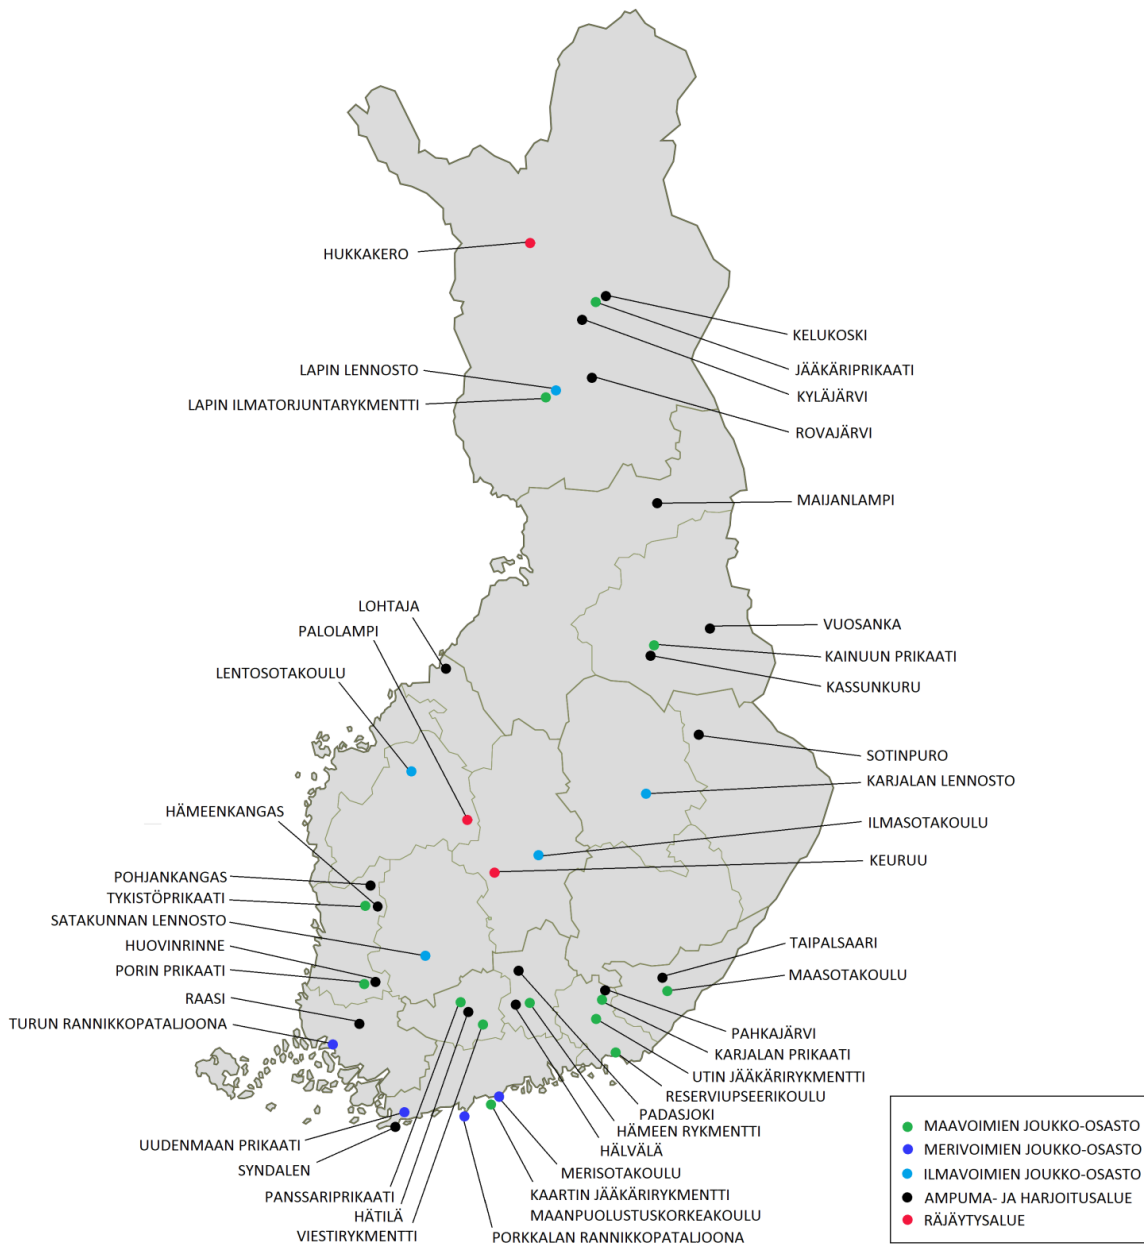 HUKKAKERO
KELUKOSKI
JÄÄKÄRIPRIKAATI
LAPIN LENNOSTO
KYLÄJÄRVI
LAPIN ILMATORJUNTARYKMENTTI
ROVAJÄRVI
MAIJANLAMPI
LOHTAJA
VUOSANKA
PALOLAMPI
KAINUUN PRIKAATI
LENTOSOTAKOULU
KASSUNKURU
SOTINPURO
KARJALAN LENNOSTO
HÄMEENKANGAS
ILMASOTAKOULU
KEURUU
POHJANKANGAS
TYKISTÖPRIKAATI
SATAKUNNAN LENNOSTO
HUOVINRINNE
TAIPALSAARI
PORIN PRIKAATI
MAASOTAKOULU
RAASI
TURUN RANNIKKOPATALJOONA
PAHKAJÄRVI
KARJALAN PRIKAATI
UTIN JÄÄKÄRIRYKMENTTI
RESERVIUPSEERIKOULU
PADASJOKI
HÄMEEN RYKMENTTI
UUDENMAAN PRIKAATI
HÄLVÄLÄ
SYNDALEN
MERISOTAKOULU
PANSSARIPRIKAATI
KAARTIN JÄÄKÄRIRYKMENTTI
HÄTILÄ
MAANPUOLUSTUSKORKEAKOULU
VIESTIRYKMENTTI
PORKKALAN RANNIKKOPATALJOONA
MAAVOIMIEN JOUKKO-OSASTO
MERIVOIMIEN JOUKKO-OSASTO
ILMAVOIMIEN JOUKKO-OSASTO
AMPUMA- JA HARJOITUSALUE
RÄJÄYTYSALUE